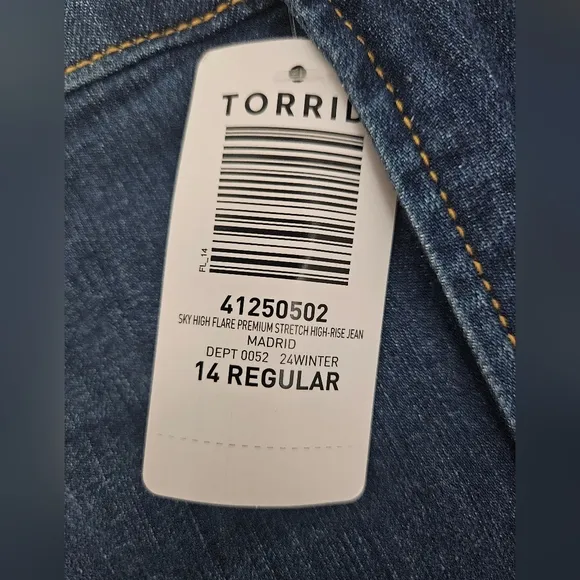 TORRID
FL_14
41250502
SKY HIGH FLARE PREMIUM STRETCH HIGH-RISE JEAN
MADRID
DEPT 0052 24WINTER
14 REGULAR